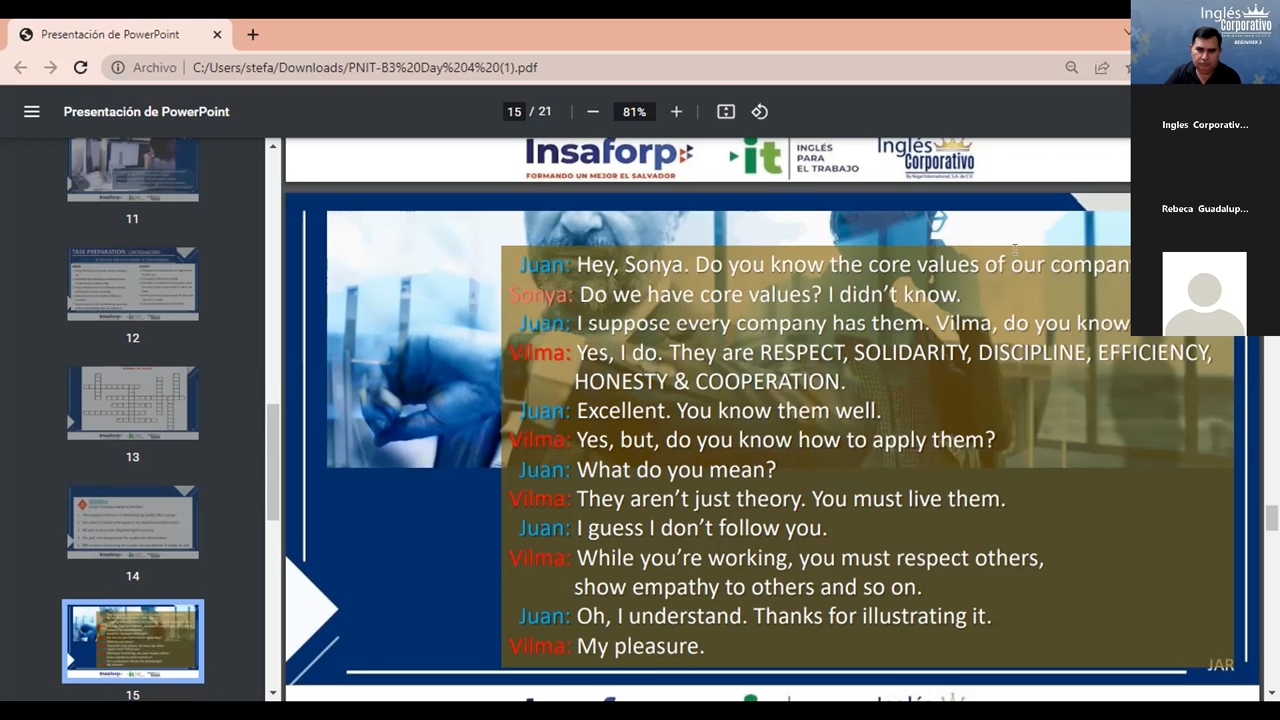 Presentación de PowerPoint
Archivo
C:/Users/stefa/Downloads/PNIT-B3%20Day%204%20(1).pdf
Presentación de PowerPoint
15 / 21
81%
Inglés
Corporativo
BEGINNER 3
Ingles Corporativ...
Rebeca Guadalup...
11
12
13
14
15
Insaforp
FORMANDO UN MEJOR EL SALVADOR
it
INGLÉS
PARA
EL TRABAJO
Inglés
Corporativo
Juan: Hey, Sonya. Do you know the core values of our compan
Sonya: Do we have core values? I didn't know.
Juan: I suppose every company has them. Vilma, do you know
Vilma: Yes, I do. They are RESPECT, SOLIDARITY, DISCIPLINE, EFFICIENCY,
HONESTY & COOPERATION.
Juan: Excellent. You know them well.
Vilma: Yes, but, do you know how to apply them?
Juan: What do you mean?
Vilma: They aren't just theory. You must live them.
Juan: I guess I don't follow you.
Vilma: While you're working, you must respect others,
show empathy to others and so on.
Juan: Oh, I understand. Thanks for illustrating it.
Vilma: My pleasure.
JAR